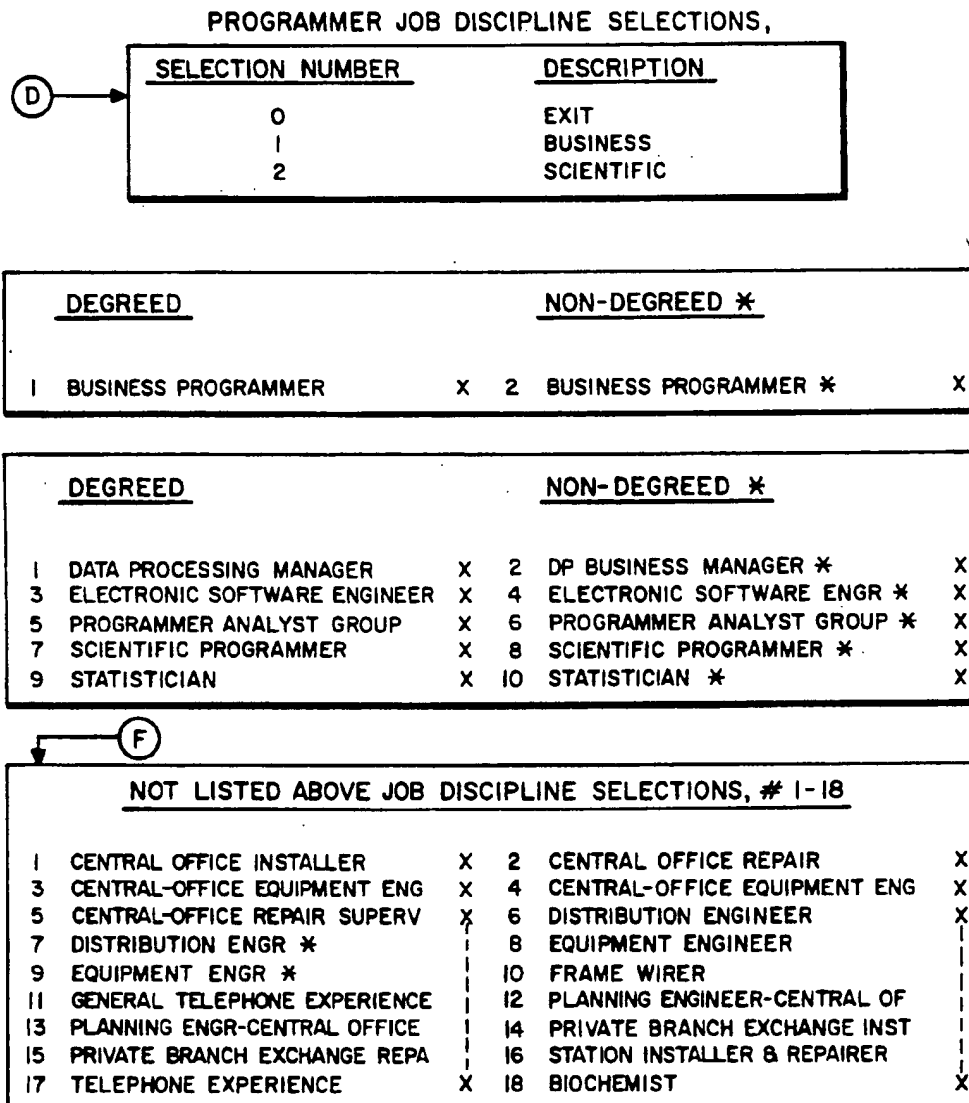 PROGRAMMER JOB DISCIPLINE SELECTIONS,
SELECTION NUMBER DESCRIPTION
D
0 EXIT
1 BUSINESS
2 SCIENTIFIC
DEGREED NON-DEGREED *
1 BUSINESS PROGRAMMER X 2 BUSINESS PROGRAMMER * X
DEGREED NON-DEGREED *
1 DATA PROCESSING MANAGER X 2 DP BUSINESS MANAGER * X
3 ELECTRONIC SOFTWARE ENGINEER X 4 ELECTRONIC SOFTWARE ENGR * X
5 PROGRAMMER ANALYST GROUP X 6 PROGRAMMER ANALYST GROUP * X
7 SCIENTIFIC PROGRAMMER X 8 SCIENTIFIC PROGRAMMER * X
9 STATISTICIAN X 10 STATISTICIAN * X
F
NOT LISTED ABOVE JOB DISCIPLINE SELECTIONS, # 1-18
1 CENTRAL OFFICE INSTALLER X 2 CENTRAL OFFICE REPAIR X
3 CENTRAL-OFFICE EQUIPMENT ENG X 4 CENTRAL-OFFICE EQUIPMENT ENG X
5 CENTRAL-OFFICE REPAIR SUPERV X 6 DISTRIBUTION ENGINEER X
7 DISTRIBUTION ENGR * 8 EQUIPMENT ENGINEER
9 EQUIPMENT ENGR * 10 FRAME WIRER
11 GENERAL TELEPHONE EXPERIENCE 12 PLANNING ENGINEER-CENTRAL OF
13 PLANNING ENGR-CENTRAL OFFICE 14 PRIVATE BRANCH EXCHANGE INST
15 PRIVATE BRANCH EXCHANGE REPA 16 STATION INSTALLER & REPAIRER
17 TELEPHONE EXPERIENCE X 18 BIOCHEMIST X